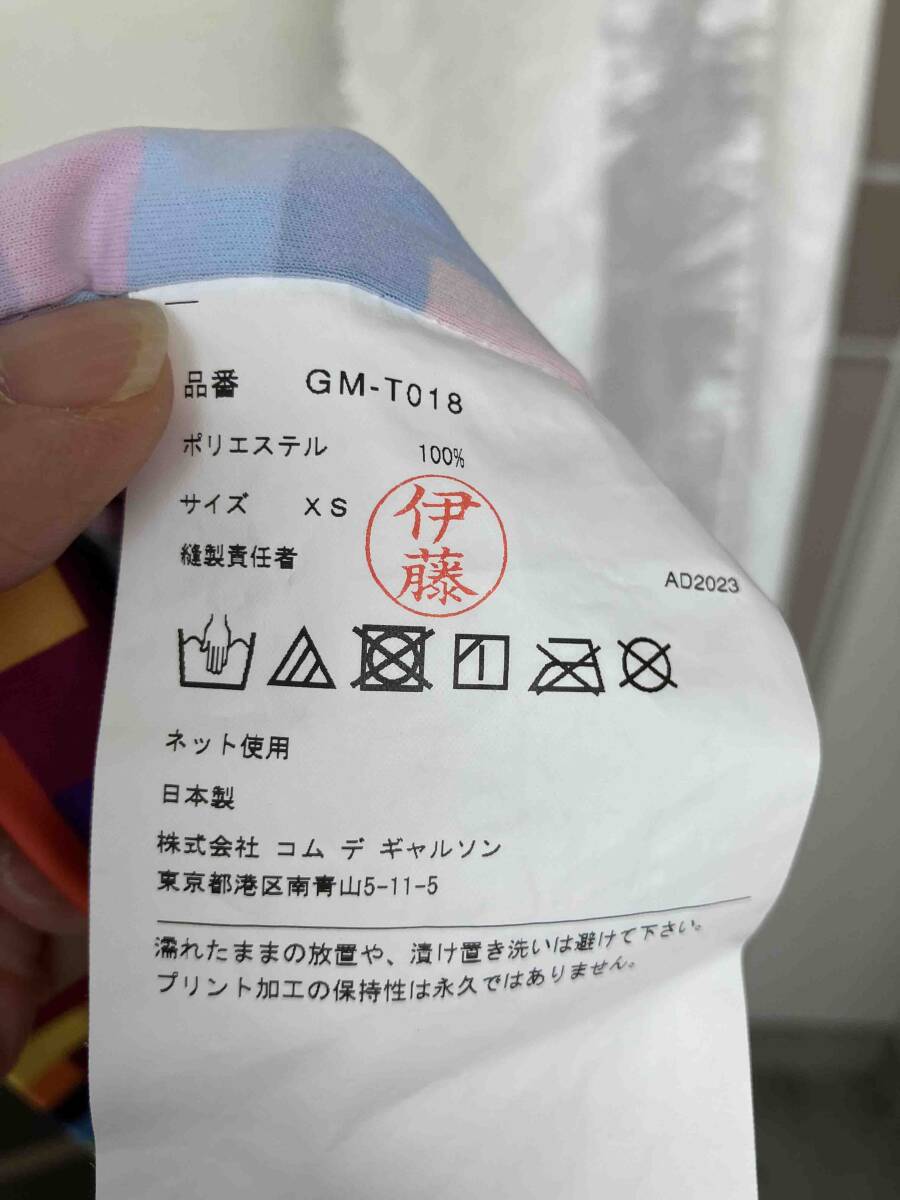 品番 GM-T018
ポリエステル 100%
サイズ XS
縫製責任者 伊藤
AD2023
ネット使用
日本製
株式会社 コム デ ギャルソン
東京都港区南青山5-11-5
濡れたままの放置や、漬け置き洗いは避けて下さい。
プリント加工の保持性は永久ではありません。